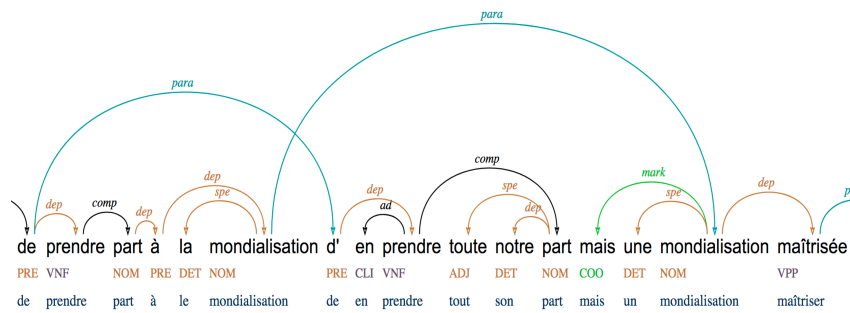 para
para
comp
mark
dep
dep
dep
spe
spe
spe
dep
comp
dep
ad
dep
p
de prendre part à la mondialisation d' en prendre toute notre part mais une mondialisation maîtrisée
PRE VNF NOM PRE DET NOM PRE CLI VNF ADJ DET NOM COO DET NOM VPP
de prendre part à le mondialisation de en prendre tout son part mais un mondialisation maîtriser